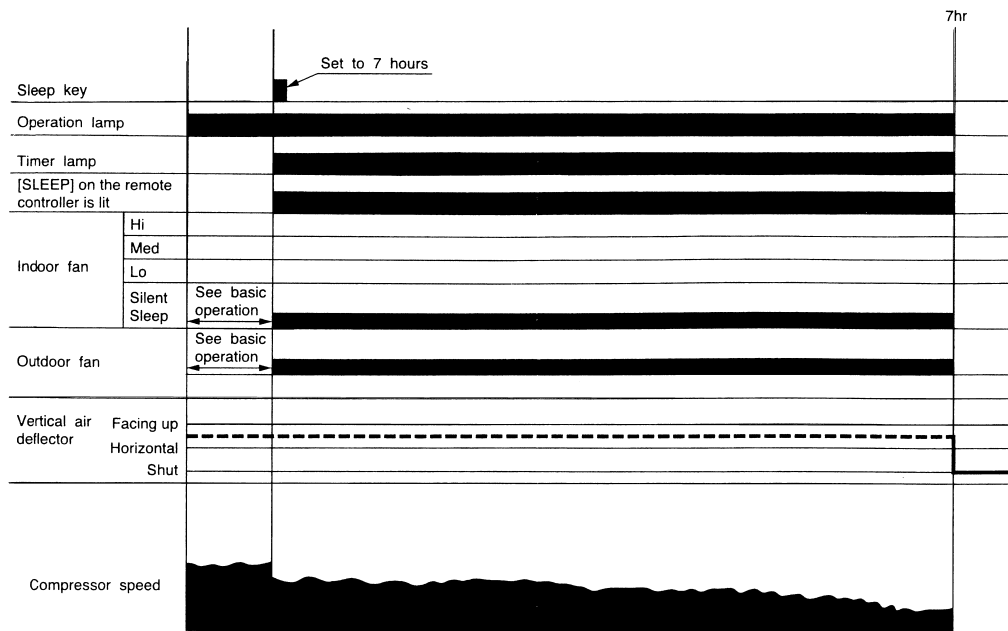 7hr
Set to 7 hours
Sleep key
Operation lamp
Timer lamp
[SLEEP] on the remote
controller is lit
Indoor fan
Hi
Med
Lo
Silent
Sleep
See basic
operation
Outdoor fan
See basic
operation
Vertical air
deflector
Facing up
Horizontal
Shut
Compressor speed